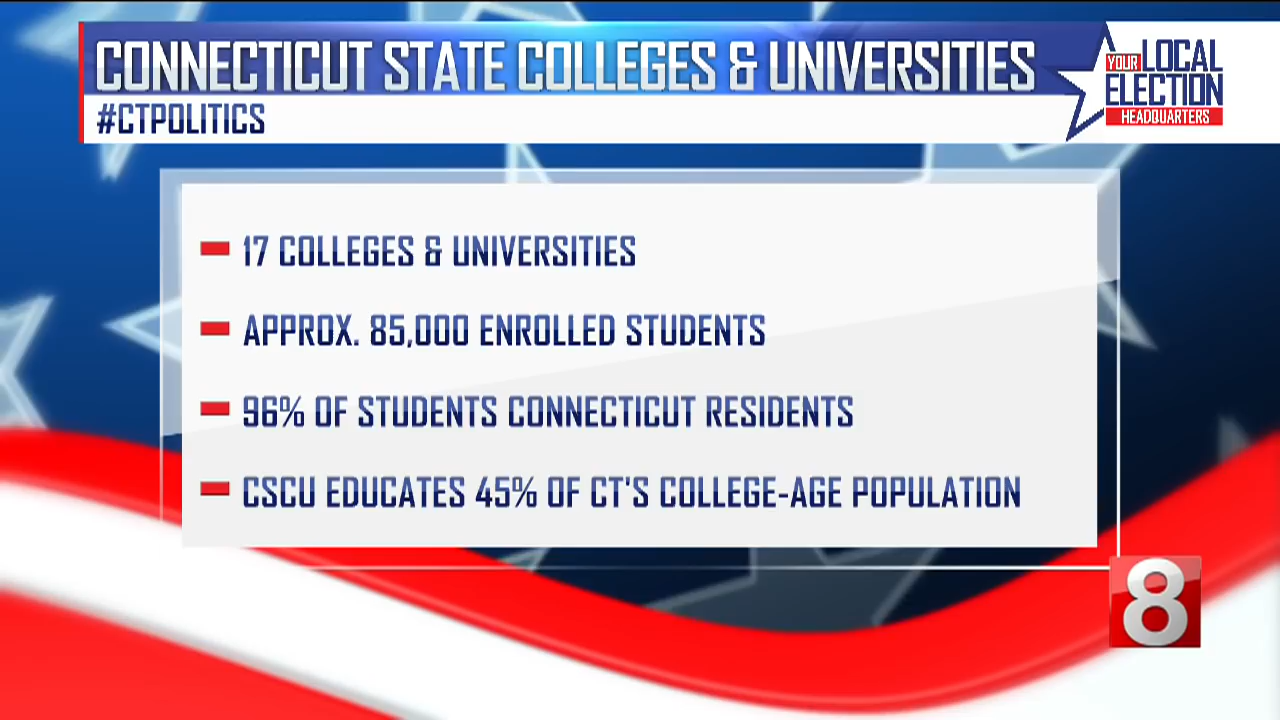 CONNECTICUT STATE COLLEGES & UNIVERSITIES
#CTPOLITICS
YOUR LOCAL
ELECTION
HEADQUARTERS
17 COLLEGES & UNIVERSITIES
APPROX. 85,000 ENROLLED STUDENTS
96% OF STUDENTS CONNECTICUT RESIDENTS
CSCU EDUCATES 45% OF CT'S COLLEGE-AGE POPULATION
8